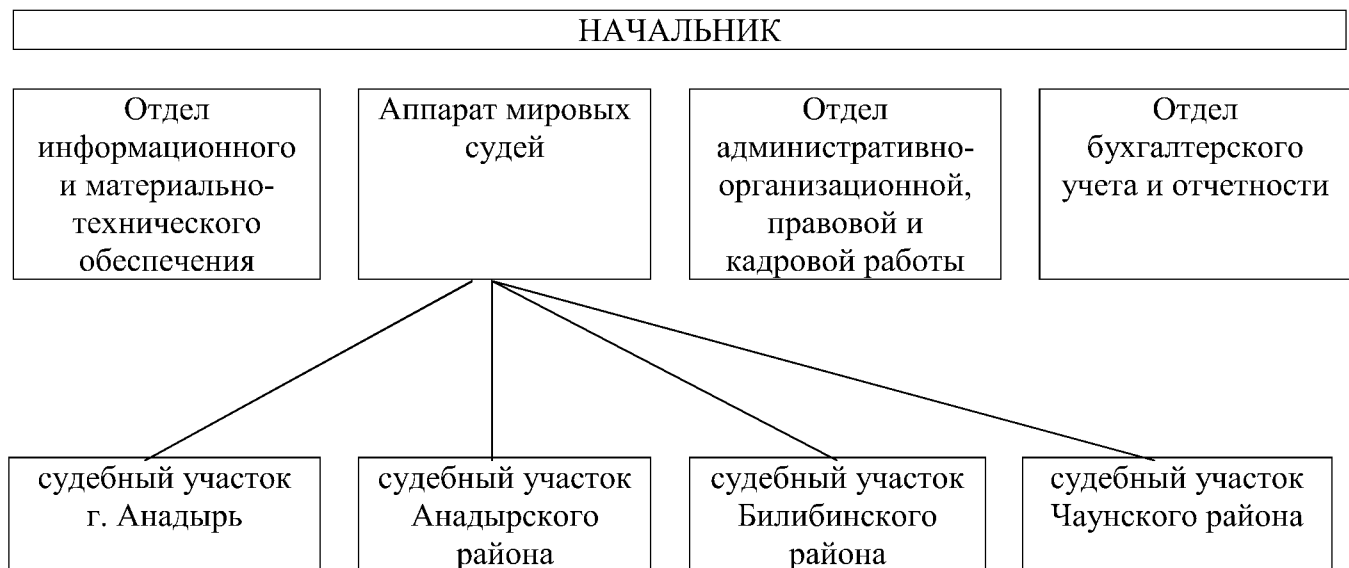 НАЧАЛЬНИК
Отдел
информационного
и материально-
технического
обеспечения
Аппарат мировых
судей
Отдел
административно-
организационной,
правовой и
кадровой работы
Отдел
бухгалтерского
учета и отчетности
судебный участок
г. Анадырь
судебный участок
Анадырского
района
судебный участок
Билибинского
района
судебный участок
Чаунского района